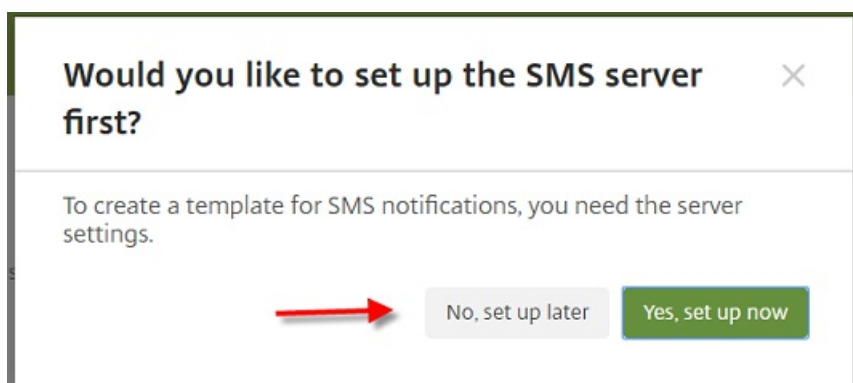 Would you like to set up the SMS server
first?
To create a template for SMS notifications, you need the server
settings.
No, set up later
Yes, set up now